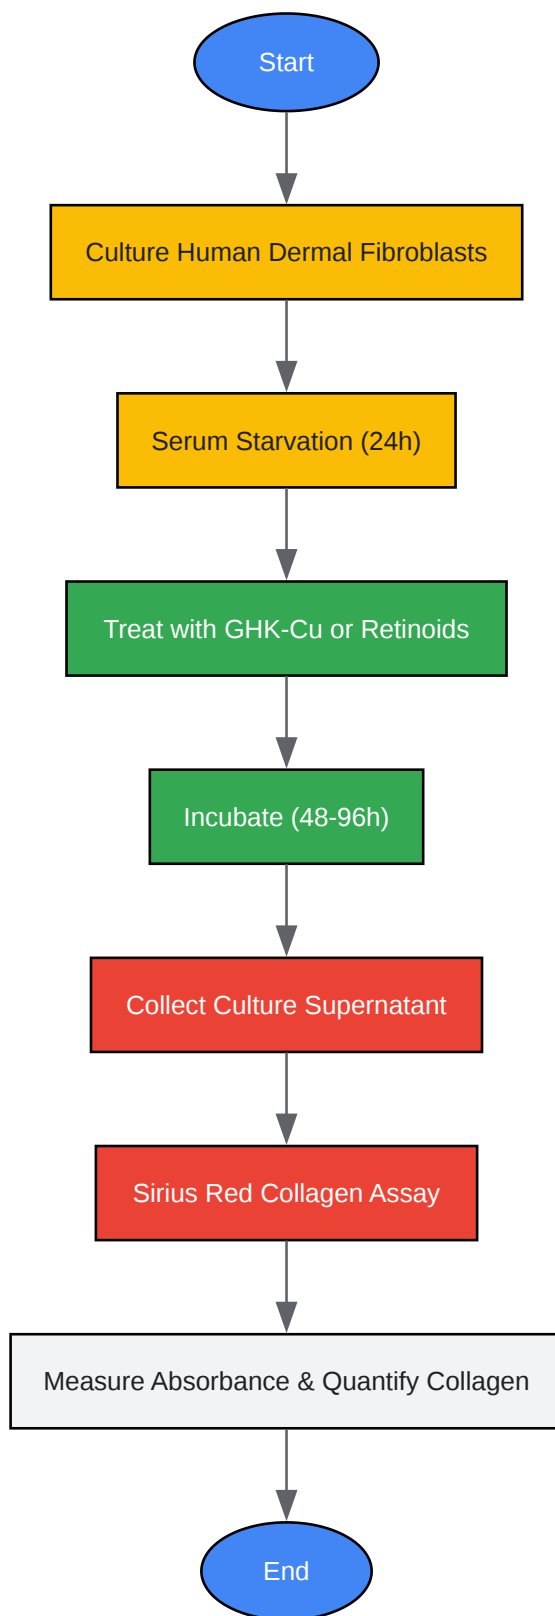 Start
Culture Human Dermal Fibroblasts
Serum Starvation (24h)
Treat with GHK-Cu or Retinoids
Incubate (48-96h)
Collect Culture Supernatant
Sirius Red Collagen Assay
Measure Absorbance & Quantify Collagen
End